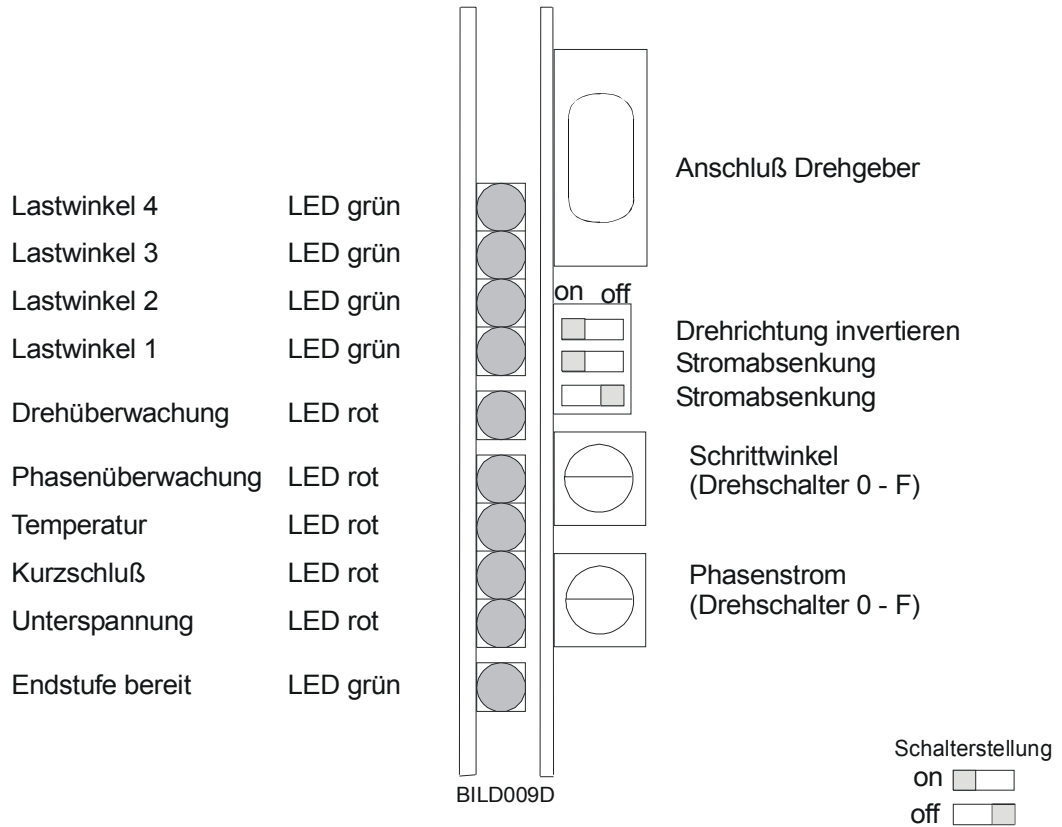 Anschluß Drehgeber
Lastwinkel 4 LED grün
Lastwinkel 3 LED grün
Lastwinkel 2 LED grün
Lastwinkel 1 LED grün
on off
Drehrichtung invertieren
Stromabsenkung
Stromabsenkung
Drehüberwachung LED rot
Phasenüberwachung LED rot
Temperatur LED rot
Kurzschluß LED rot
Unterspannung LED rot
Endstufe bereit LED grün
Schrittwinkel
(Drehschalter 0 - F)
Phasenstrom
(Drehschalter 0 - F)
Schalterstellung
on
off
BILD009D